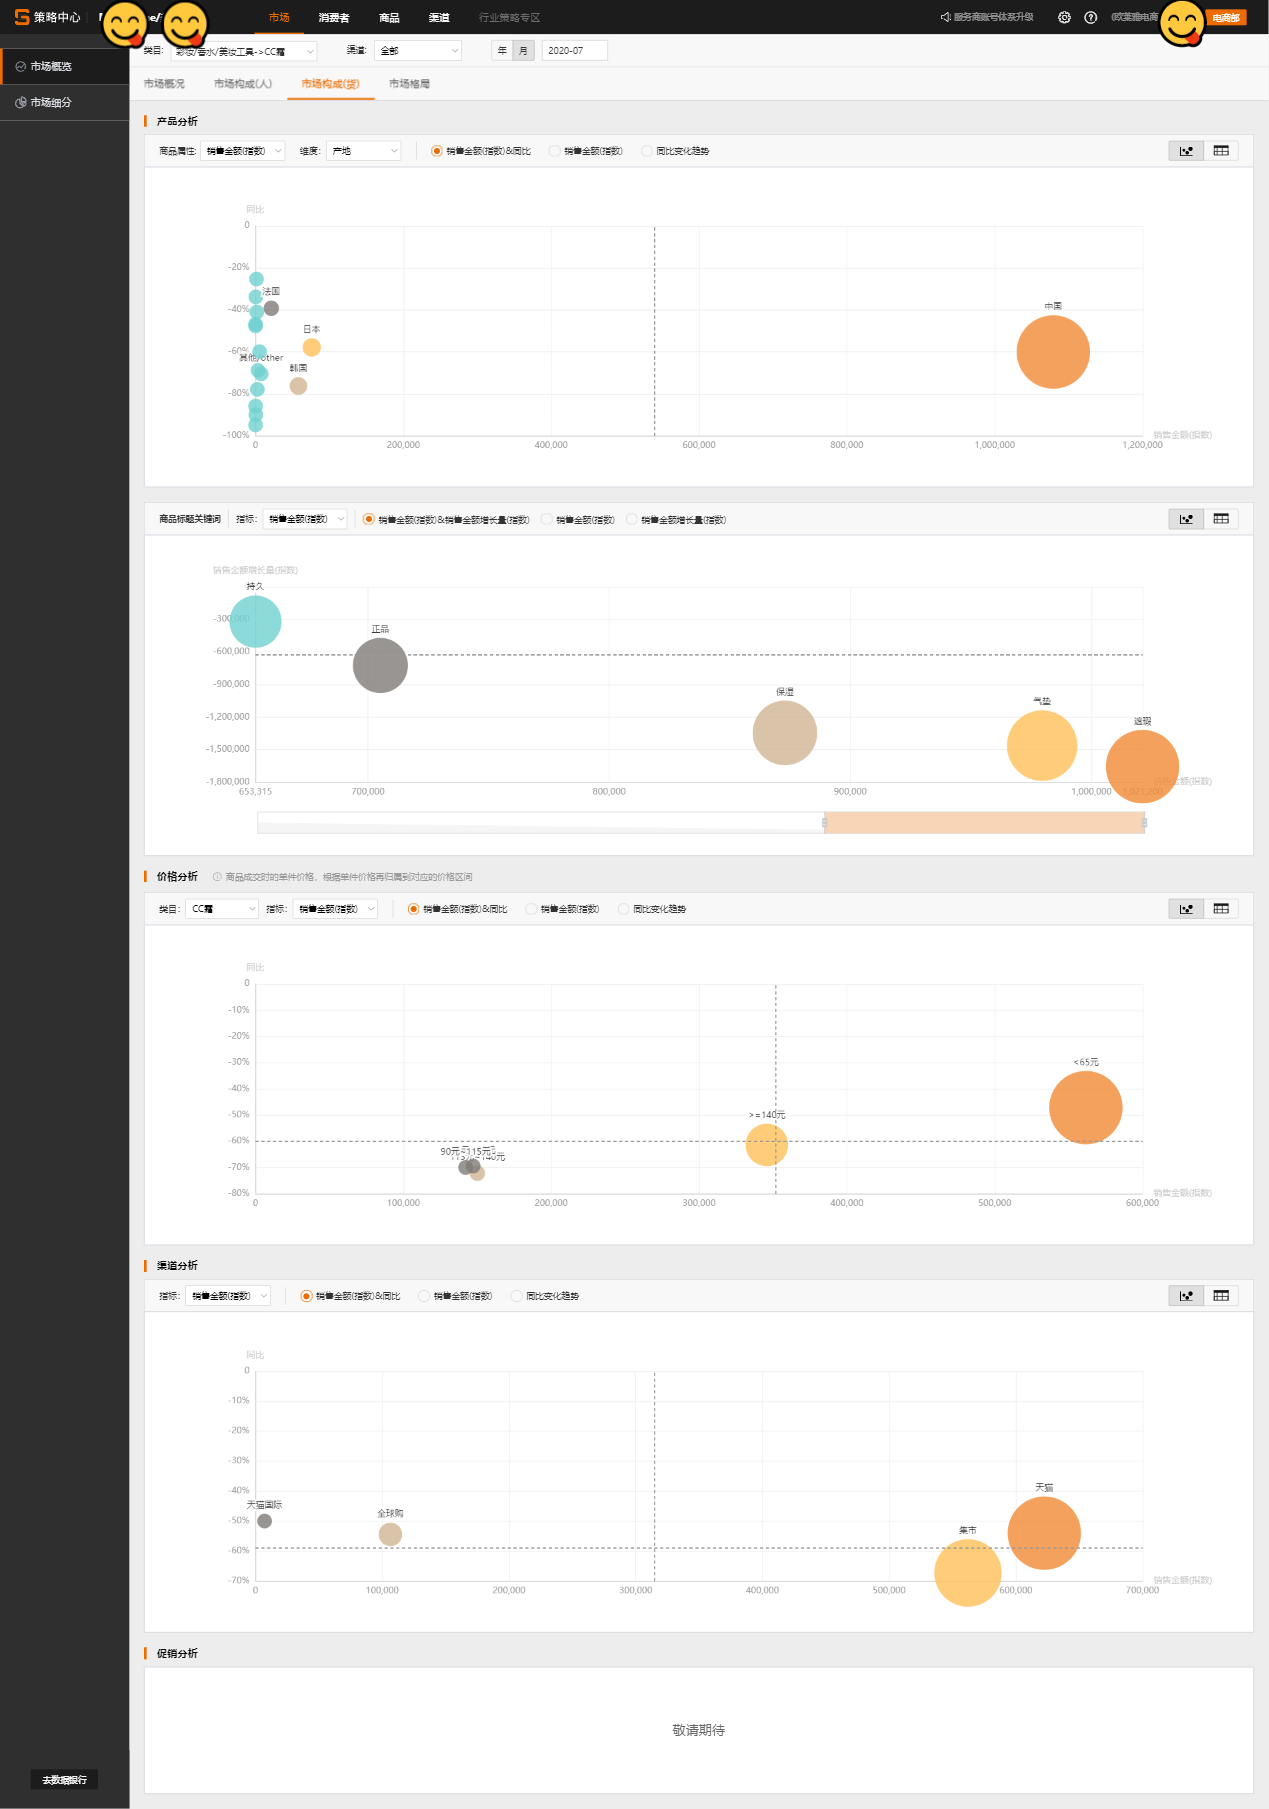 策略中心
市场 消费者 商品 渠道 行业策略专区
服务商账号体系升级
电商部
类目: 彩妆/香水/美妆工具->CC霜 渠道: 全部 年 月 2020-07
市场概览
市场细分
市场概况 市场构成(人) 市场构成(货) 市场格局
产品分析
商品属性: 销售金额(指数) 维度: 产地 销售金额(指数)&同比 销售金额(指数) 同比变化趋势
同比
0
-20%
法国
-40%
中国
日本
-60%
其他/other
韩国
-80%
-100%
销售金额(指数)
0 200,000 400,000 600,000 800,000 1,000,000 1,200,000
商品标题关键词 指标: 销售金额(指数) 销售金额(指数)&销售金额增长量(指数) 销售金额(指数) 销售金额增长量(指数)
销售金额增长量(指数)
持久
-300,000
正品
-600,000
-900,000
保湿
气垫
-1,200,000
遮瑕
-1,500,000
-1,800,000
销售金额(指数)
653,315 700,000 800,000 900,000 1,000,000 1,021,200
价格分析 商品成交时的单件价格，根据单件价格再归属到对应的价格区间
类目: CC霜 指标: 销售金额(指数) 销售金额(指数)&同比 销售金额(指数) 同比变化趋势
同比
0
-10%
-20%
-30%
<65元
-40%
-50%
>=140元
-60%
90元~115元
115元~140元
-70%
-80%
销售金额(指数)
0 100,000 200,000 300,000 400,000 500,000 600,000
渠道分析
指标: 销售金额(指数) 销售金额(指数)&同比 销售金额(指数) 同比变化趋势
同比
0
-10%
-20%
-30%
-40%
天猫
天猫国际
全球购
-50%
集市
-60%
-70%
销售金额(指数)
0 100,000 200,000 300,000 400,000 500,000 600,000 700,000
促销分析
敬请期待
去数据银行